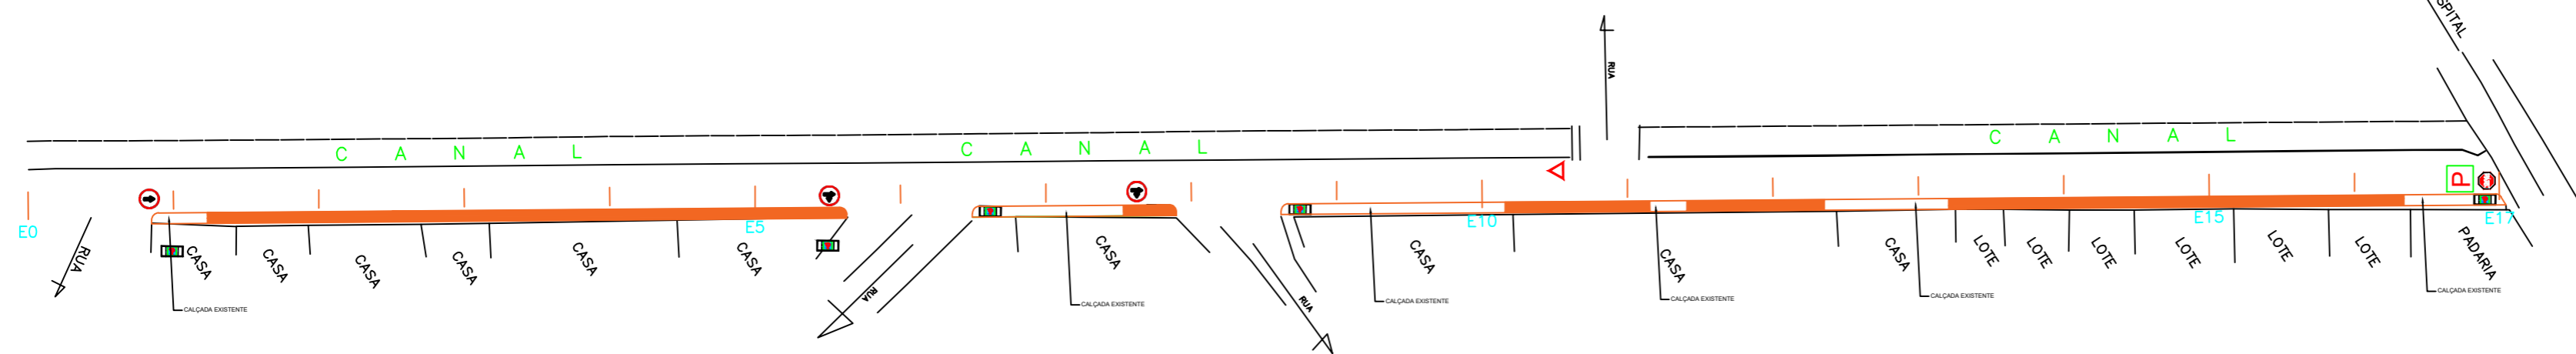 SPITAL
RUA
C A N A L
C A N A L
C A N A L
P
E0
E5
E10
E15
E17
RUA
CASA
CASA
CASA
CASA
CASA
CASA
RUA
CASA
RUA
CASA
CASA
CASA
LOTE
LOTE
LOTE
LOTE
LOTE
LOTE
PADARIA
CALÇADA EXISTENTE
CALÇADA EXISTENTE
CALÇADA EXISTENTE
CALÇADA EXISTENTE
CALÇADA EXISTENTE
CALÇADA EXISTENTE